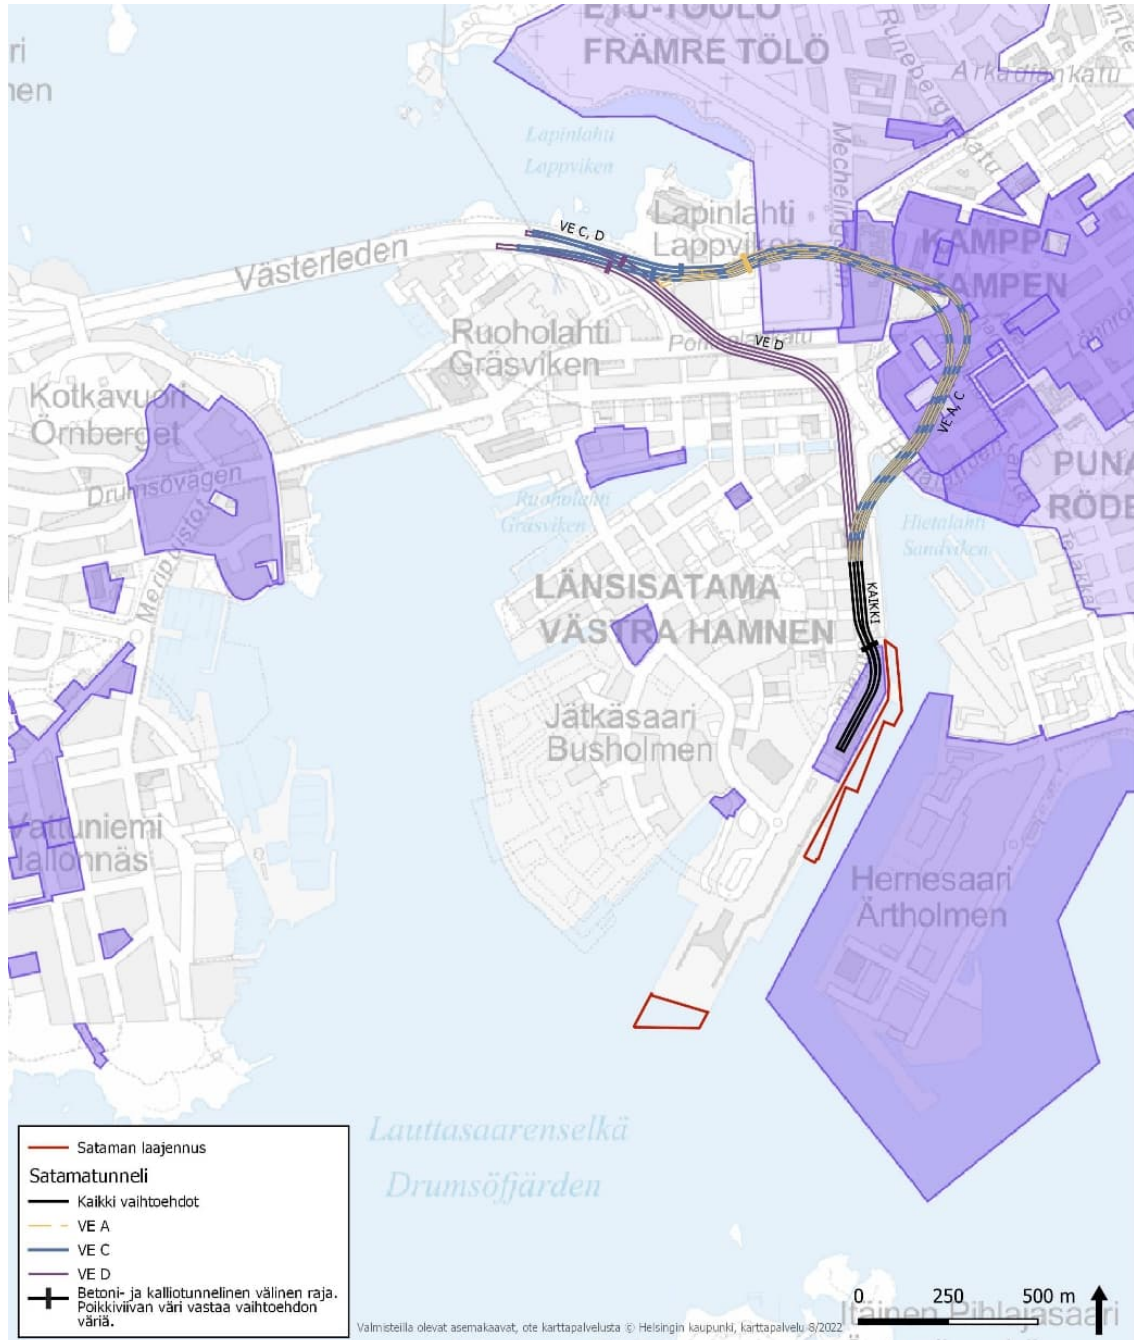 ETU-TÖÖLÖ
FRÄMRE TÖLÖ
Arkadiankatu
Lapinlahti
Lappviken
Lapinlahti
Lappviken
VE C, D
Västerleden
KAMPPI
KAMPEN
Ruoholahti
Gräsviken
VE D
VE A, C
Kotkavuori
Örnberget
Drumsövägen
PUNA
RÖDE
Ruoholahti
Gräsviken
Hietalahti
Sandviken
LÄNSISATAMA
VÄSTRA HAMNEN
KAIKKI
Jätkäsaari
Busholmen
Vattuniemi
Hallonnäs
Hernesaari
Ärtholmen
Lauttasaarenselkä
Drumsöfjärden
Sataman laajennus
Satamatunneli
Kaikki vaihtoehdot
VE A
VE C
VE D
Betoni- ja kalliotunnelinen välinen raja.
Poikkiviivan väri vastaa vaihtoehdon
väriä.
0 250 500 m
Itäinen Pihlajasaari
Valmisteilla olevat asemakaavat, ote karttapalvelusta © Helsingin kaupunki, karttapalvelu 8/2022